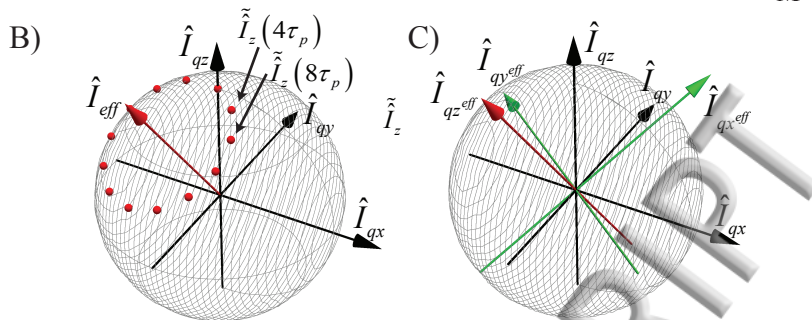 B)
Î_qz
Ĩ̂_z(4τ_p)
Ĩ̂_z(8τ_p)
Î_eff
Î_qy
Î_qx
Ĩ̂_z
C)
Î_qz
Î_qy^eff
Î_qz^eff
Î_qy
Î_qx^eff
Î_qx